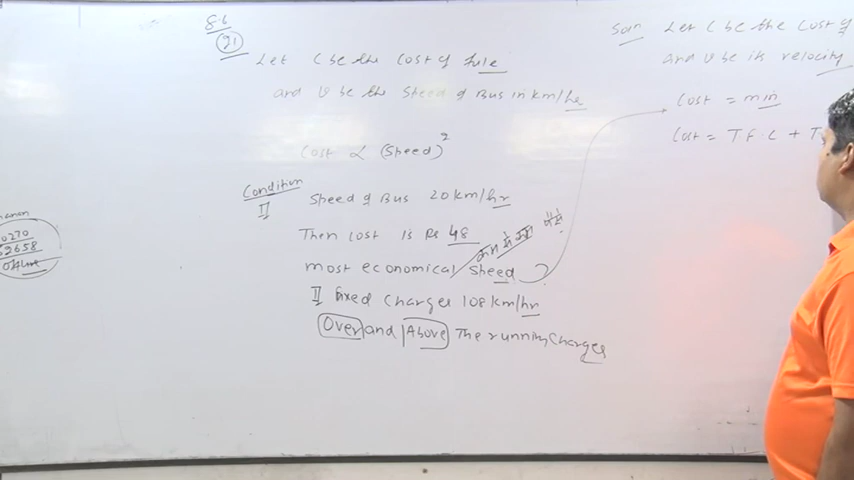 8.6
Q1
Let C be the cost of fule
and v be the speed of Bus in km/hr
Cost ∝ (speed)²
Condition
I
speed of Bus 20 km/hr
Then cost is Rs 48
most economical speed
II fixed charges 108 km/hr
Over and Above The running charges
Soln Let C be the cost of
and v be its velocity
Cost = min
Cost = T F. C + T